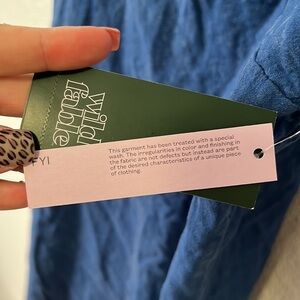 Wild
Fable
FYI
This garment has been treated with a special
wash. The irregularities in color and finishing in
the fabric are not defects but instead are part
of the desired characteristics of a unique piece
of clothing.